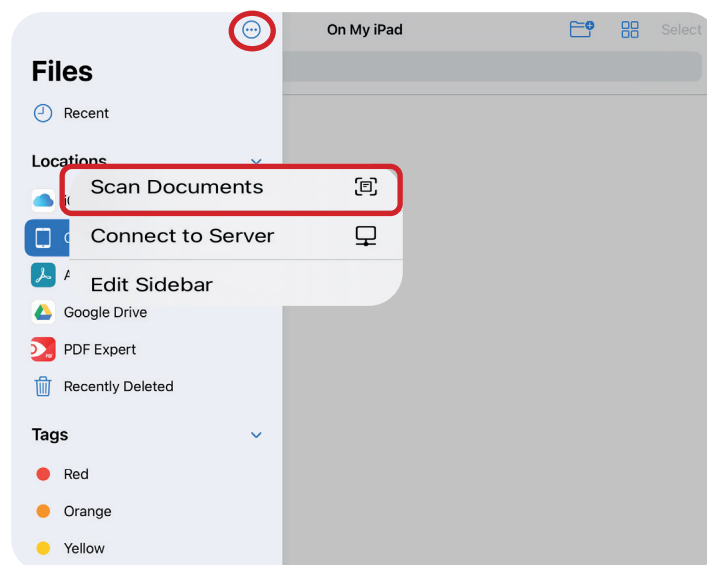 On My iPad
Select
Files
Recent
Locations
Scan Documents
Connect to Server
Edit Sidebar
Google Drive
PDF Expert
Recently Deleted
Tags
Red
Orange
Yellow